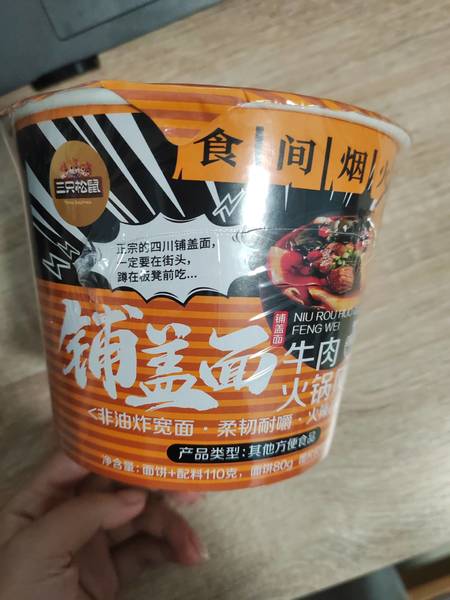 三只松鼠
食间烟火
正宗的四川铺盖面，
一定要在街头，
蹲在板凳前吃...
铺盖面
铺盖面
NIU ROU HUO
FENG WEI
牛肉
火锅
<非油炸宽面·柔韧耐嚼·火
产品类型:其他方便食品
净含量:面饼+配料110克，面饼80g